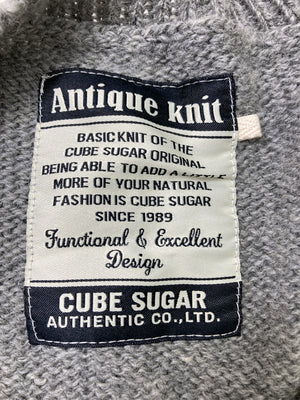 Antique knit
BASIC KNIT OF THE
CUBE SUGAR ORIGINAL
BEING ABLE TO ADD A LITTLE
MORE OF YOUR NATURAL
FASHION IS CUBE SUGAR
SINCE 1989
Functional & Excellent
Design
CUBE SUGAR
AUTHENTIC CO.,LTD.